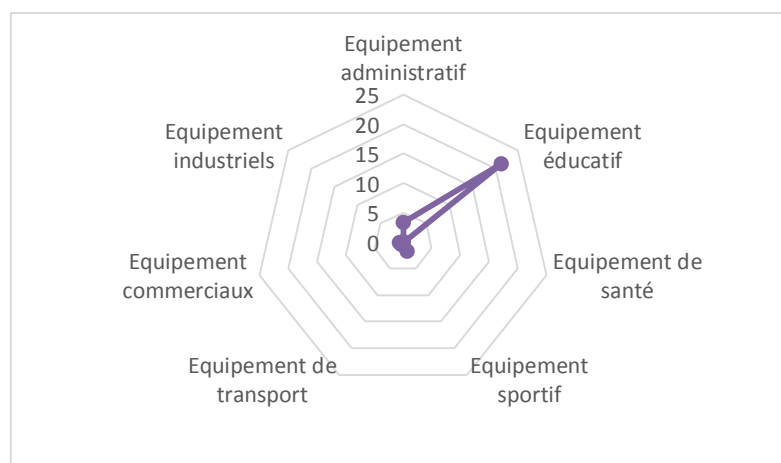 Equipement
administratif
25
20
15
10
5
0
Equipement
éducatif
Equipement de
santé
Equipement
sportif
Equipement de
transport
Equipement
commerciaux
Equipement
industriels